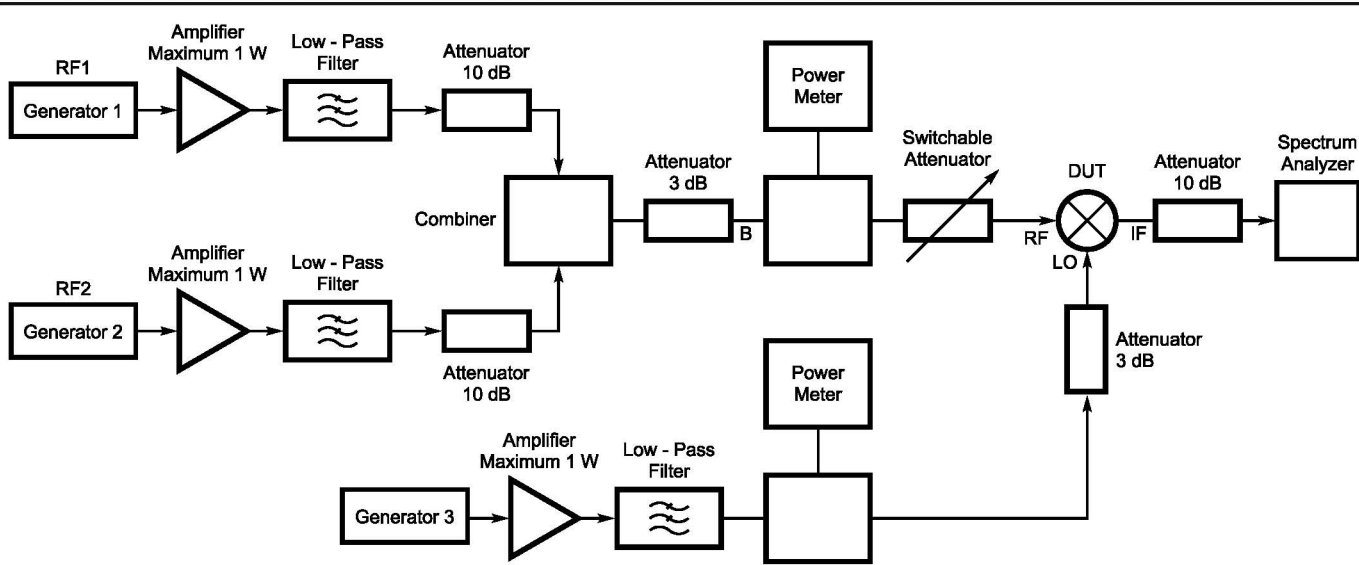 RF1
Generator 1
Amplifier
Maximum 1 W
Low - Pass
Filter
Attenuator
10 dB
RF2
Generator 2
Amplifier
Maximum 1 W
Low - Pass
Filter
Attenuator
10 dB
Combiner
Attenuator
3 dB
B
Power
Meter
Switchable
Attenuator
DUT
RF
IF
LO
Attenuator
10 dB
Spectrum
Analyzer
Attenuator
3 dB
Generator 3
Amplifier
Maximum 1 W
Low - Pass
Filter
Power
Meter